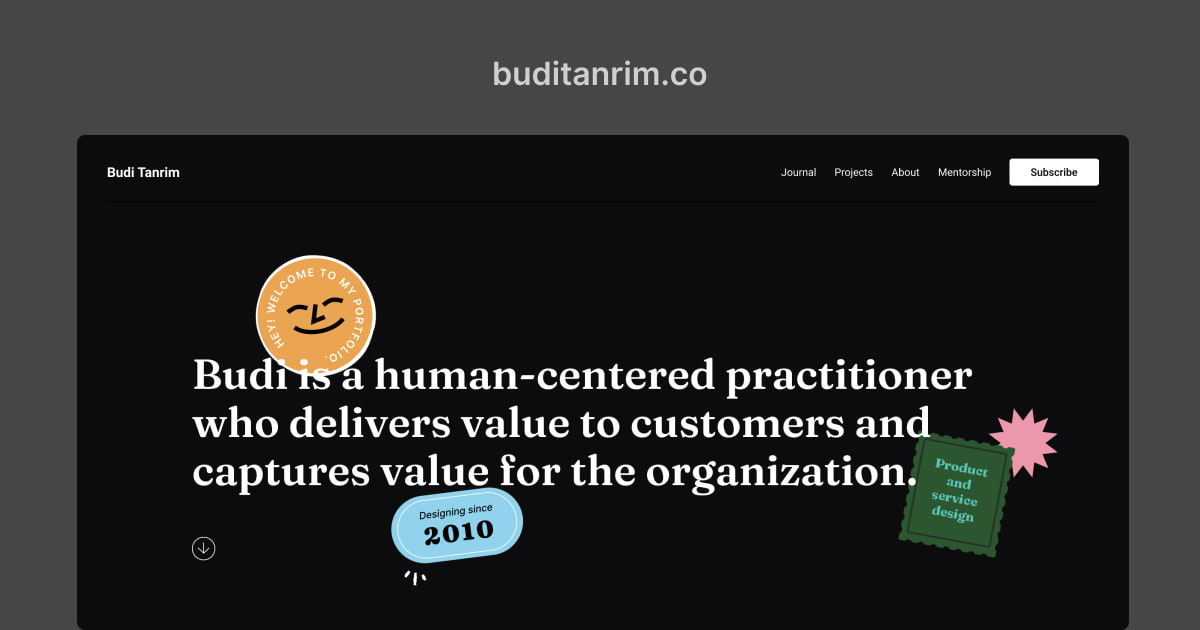 buditanrim.co
Budi Tanrim
Journal Projects About Mentorship Subscribe
HEY! WELCOME TO MY PORTFOLIO.
Budi is a human-centered practitioner
who delivers value to customers and
captures value for the organization.
Product
and
service
design
Designing since
2010